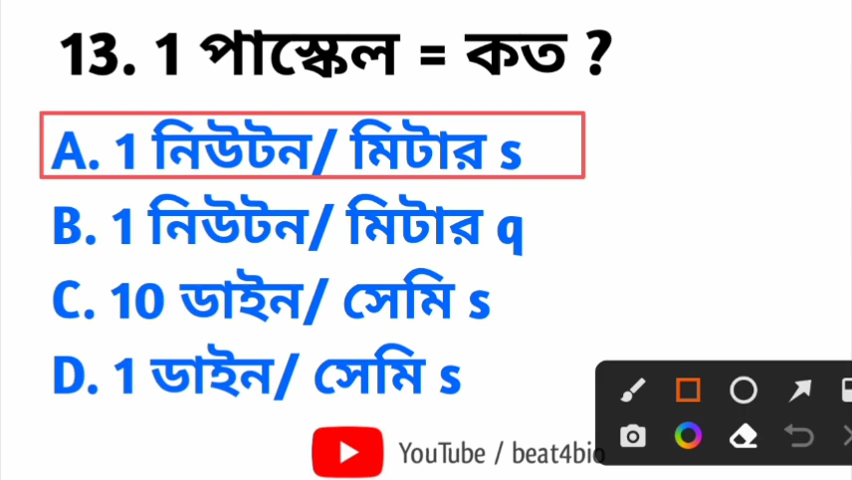 13. 1 পাস্কেল = কত ?
A. 1 নিউটন/ মিটার s
B. 1 নিউটন/ মিটার q
C. 10 ডাইন/ সেমি s
D. 1 ডাইন/ সেমি s
YouTube / beat4bio